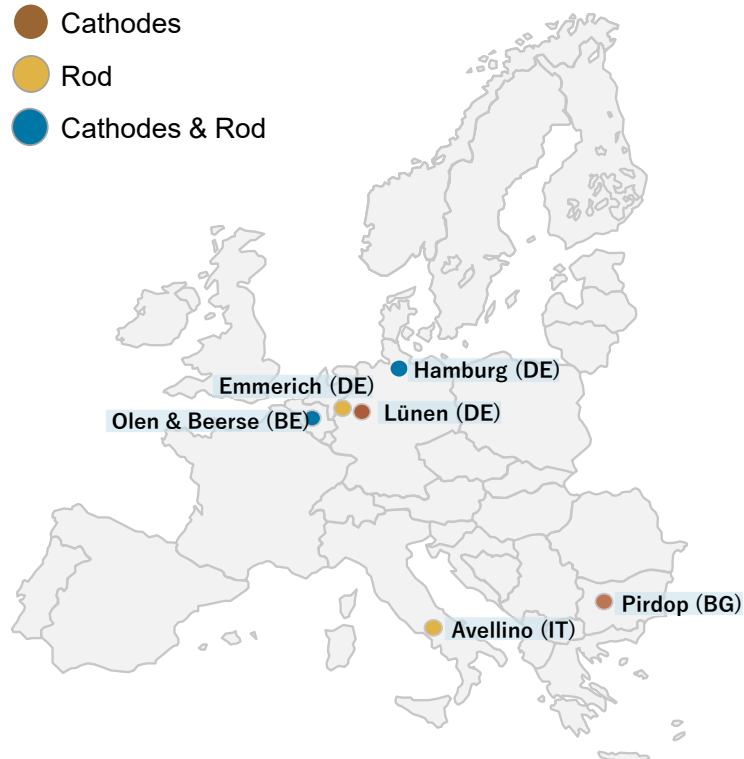 Cathodes
Rod
Cathodes & Rod
Hamburg (DE)
Emmerich (DE)
Lünen (DE)
Olen & Beerse (BE)
Pirdop (BG)
Avellino (IT)